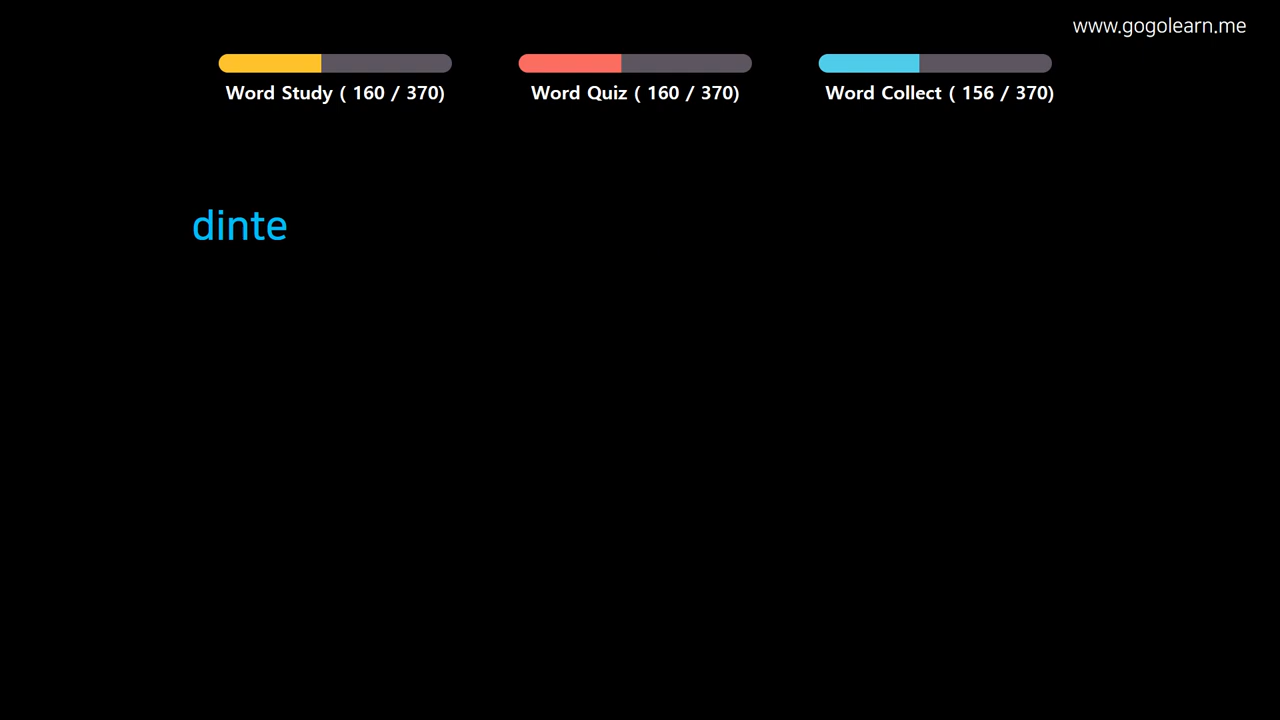 www.gogolearn.me
Word Study ( 160 / 370)
Word Quiz ( 160 / 370)
Word Collect ( 156 / 370)
dinte